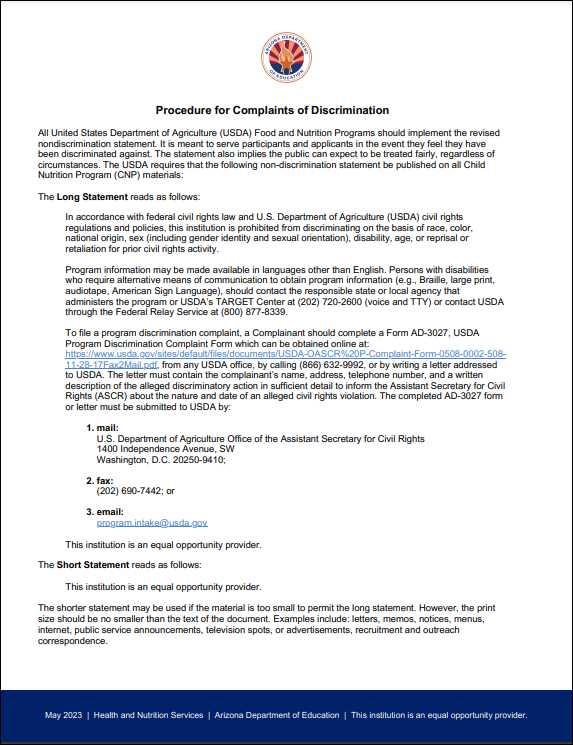 ARIZONA DEPARTMENT
OF EDUCATION
Procedure for Complaints of Discrimination
All United States Department of Agriculture (USDA) Food and Nutrition Programs should implement the revised
nondiscrimination statement. It is meant to serve participants and applicants in the event they feel they have
been discriminated against. The statement also implies the public can expect to be treated fairly, regardless of
circumstances. The USDA requires that the following non-discrimination statement be published on all Child
Nutrition Program (CNP) materials:
The Long Statement reads as follows:
In accordance with federal civil rights law and U.S. Department of Agriculture (USDA) civil rights
regulations and policies, this institution is prohibited from discriminating on the basis of race, color,
national origin, sex (including gender identity and sexual orientation), disability, age, or reprisal or
retaliation for prior civil rights activity.
Program information may be made available in languages other than English. Persons with disabilities
who require alternative means of communication to obtain program information (e.g., Braille, large print,
audiotape, American Sign Language), should contact the responsible state or local agency that
administers the program or USDA's TARGET Center at (202) 720-2600 (voice and TTY) or contact USDA
through the Federal Relay Service at (800) 877-8339.
To file a program discrimination complaint, a Complainant should complete a Form AD-3027, USDA
Program Discrimination Complaint Form which can be obtained online at:
https://www.usda.gov/sites/default/files/documents/USDA-OASCR%20P-Complaint-Form-0508-0002-508-
11-28-17Fax2Mail.pdf, from any USDA office, by calling (866) 632-9992, or by writing a letter addressed
to USDA. The letter must contain the complainant's name, address, telephone number, and a written
description of the alleged discriminatory action in sufficient detail to inform the Assistant Secretary for Civil
Rights (ASCR) about the nature and date of an alleged civil rights violation. The completed AD-3027 form
or letter must be submitted to USDA by:
1. mail:
U.S. Department of Agriculture Office of the Assistant Secretary for Civil Rights
1400 Independence Avenue, SW
Washington, D.C. 20250-9410;
2. fax:
(202) 690-7442; or
3. email:
program.intake@usda.gov
This institution is an equal opportunity provider.
The Short Statement reads as follows:
This institution is an equal opportunity provider.
The shorter statement may be used if the material is too small to permit the long statement. However, the print
size should be no smaller than the text of the document. Examples include: letters, memos, notices, menus,
internet, public service announcements, television spots, or advertisements, recruitment and outreach
correspondence.
May 2023 | Health and Nutrition Services | Arizona Department of Education | This institution is an equal opportunity provider.